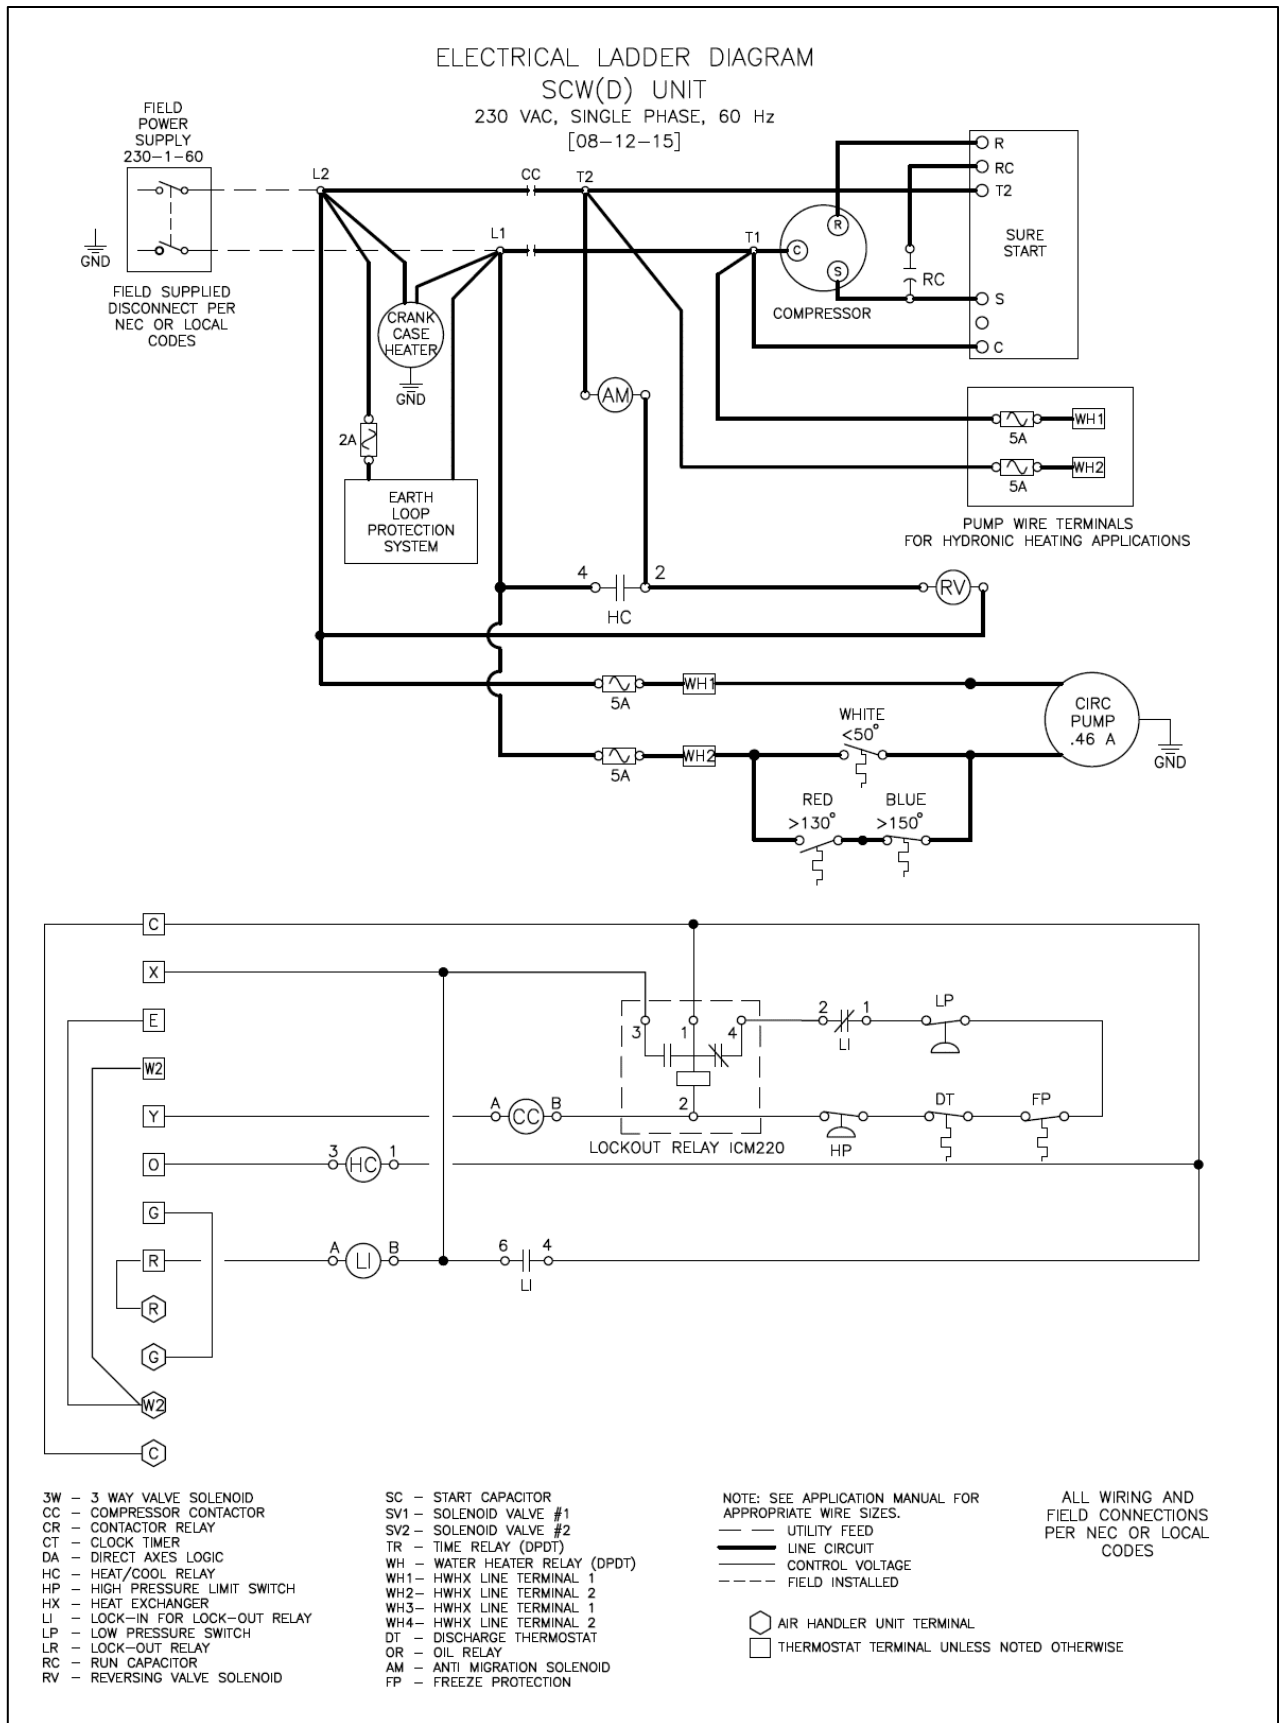 ELECTRICAL LADDER DIAGRAM
SCW(D) UNIT
230 VAC, SINGLE PHASE, 60 Hz
[08-12-15]
FIELD
POWER
SUPPLY
230-1-60
GND
FIELD SUPPLIED
DISCONNECT PER
NEC OR LOCAL
CODES
L2
CC
T2
L1
T1
R
C
S
COMPRESSOR
RC
R
RC
T2
SURE
START
S
C
CRANK
CASE
HEATER
GND
2A
EARTH
LOOP
PROTECTION
SYSTEM
AM
5A
WH1
5A
WH2
PUMP WIRE TERMINALS
FOR HYDRONIC HEATING APPLICATIONS
4
2
HC
RV
5A
WH1
WHITE
<50°
CIRC
PUMP
.46 A
GND
5A
WH2
RED
>130°
BLUE
>150°
C
X
E
W2
Y
O
G
R
R
G
W2
C
3
1
4
2
LOCKOUT RELAY ICM220
2
1
LI
LP
A
CC
B
HP
DT
FP
3
HC
1
A
LI
B
6
4
LI
3W - 3 WAY VALVE SOLENOID
CC - COMPRESSOR CONTACTOR
CR - CONTACTOR RELAY
CT - CLOCK TIMER
DA - DIRECT AXES LOGIC
HC - HEAT/COOL RELAY
HP - HIGH PRESSURE LIMIT SWITCH
HX - HEAT EXCHANGER
LI - LOCK-IN FOR LOCK-OUT RELAY
LP - LOW PRESSURE SWITCH
LR - LOCK-OUT RELAY
RC - RUN CAPACITOR
RV - REVERSING VALVE SOLENOID
SC - START CAPACITOR
SV1 - SOLENOID VALVE #1
SV2 - SOLENOID VALVE #2
TR - TIME RELAY (DPDT)
WH - WATER HEATER RELAY (DPDT)
WH1- HWHX LINE TERMINAL 1
WH2- HWHX LINE TERMINAL 2
WH3- HWHX LINE TERMINAL 1
WH4- HWHX LINE TERMINAL 2
DT - DISCHARGE THERMOSTAT
OR - OIL RELAY
AM - ANTI MIGRATION SOLENOID
FP - FREEZE PROTECTION
NOTE: SEE APPLICATION MANUAL FOR
APPROPRIATE WIRE SIZES.
UTILITY FEED
LINE CIRCUIT
CONTROL VOLTAGE
FIELD INSTALLED
AIR HANDLER UNIT TERMINAL
THERMOSTAT TERMINAL UNLESS NOTED OTHERWISE
ALL WIRING AND
FIELD CONNECTIONS
PER NEC OR LOCAL
CODES